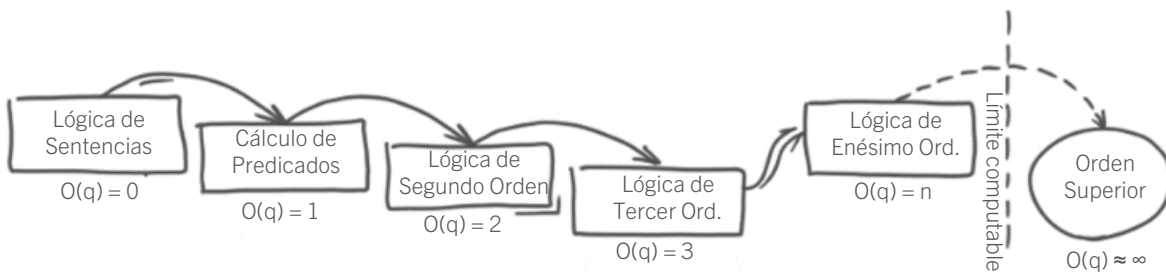 Lógica de
Sentencias
O(q) = 0
Cálculo de
Predicados
O(q) = 1
Lógica de
Segundo Orden
O(q) = 2
Lógica de
Tercer Ord.
O(q) = 3
Lógica de
Enésimo Ord.
O(q) = n
Límite computable
Orden
Superior
O(q) ≈ ∞